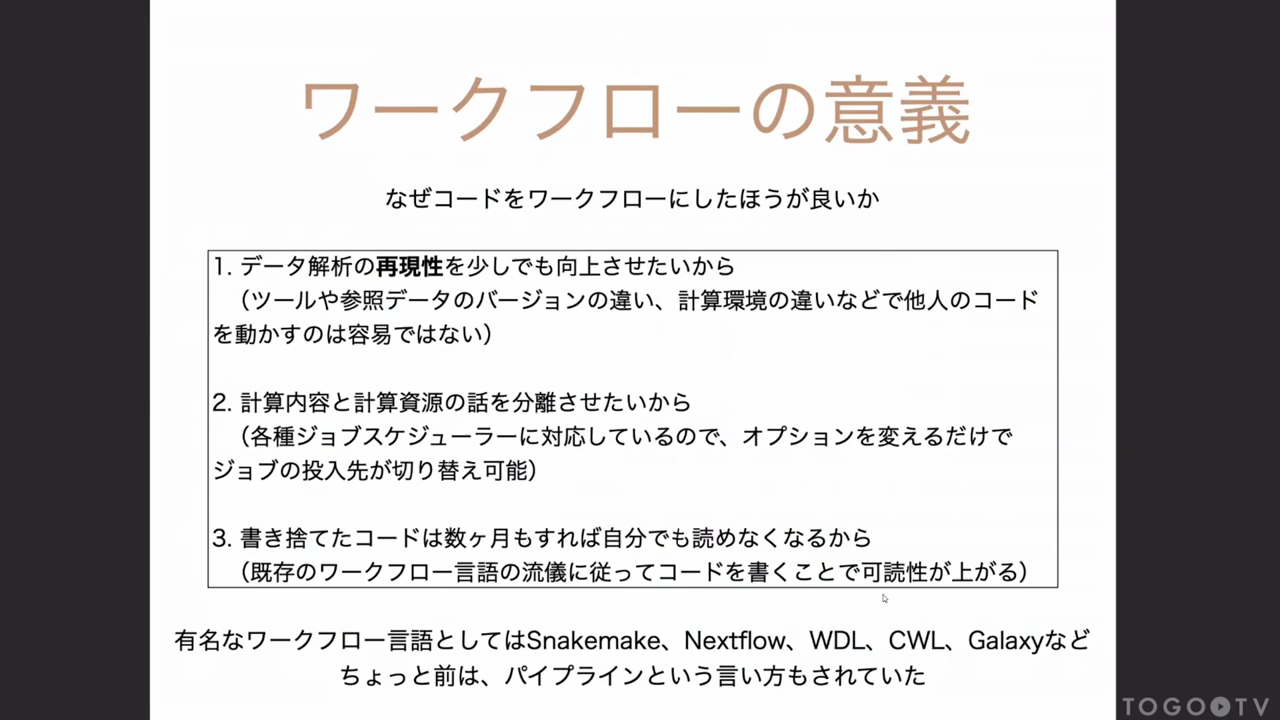 ワークフローの意義
なぜコードをワークフローにしたほうが良いか
1. データ解析の再現性を少しでも向上させたいから
（ツールや参照データのバージョンの違い、計算環境の違いなどで他人のコード
を動かすのは容易ではない）
2. 計算内容と計算資源の話を分離させたいから
（各種ジョブスケジューラーに対応しているので、オプションを変えるだけで
ジョブの投入先が切り替え可能）
3. 書き捨てたコードは数ヶ月もすれば自分でも読めなくなるから
（既存のワークフロー言語の流儀に従ってコードを書くことで可読性が上がる）
有名なワークフロー言語としてはSnakemake、Nextflow、WDL、CWL、Galaxyなど
ちょっと前は、パイプラインという言い方もされていた
TOGO TV